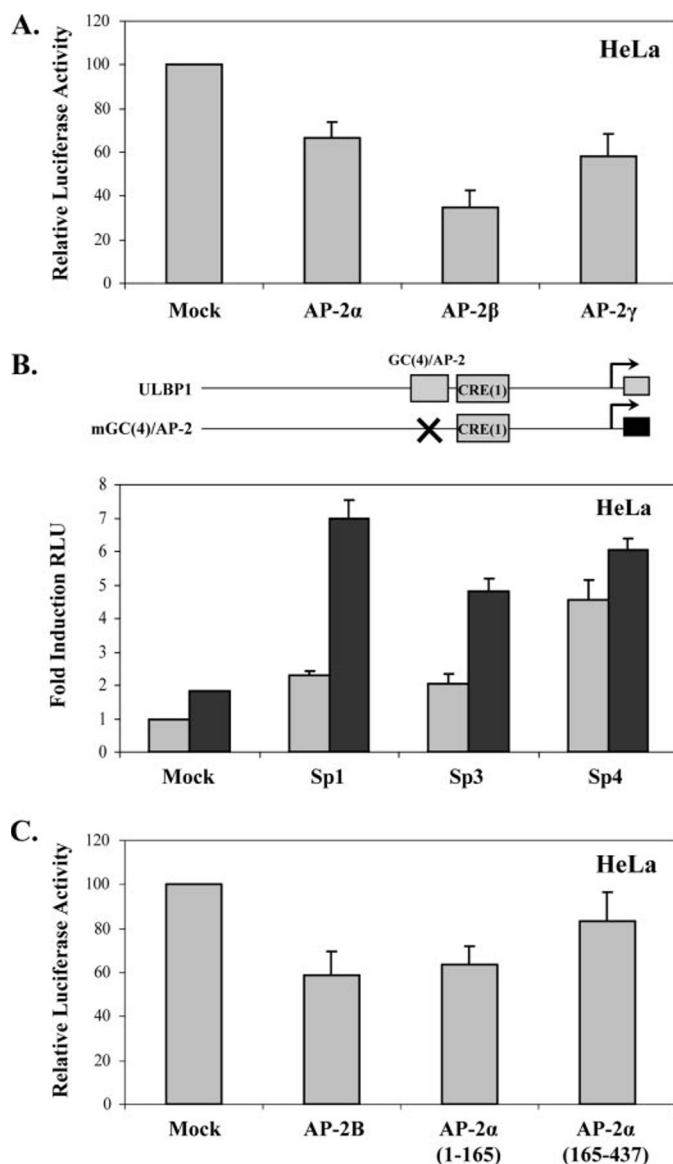 A.
HeLa
Relative Luciferase Activity
120
100
80
60
40
20
0
Mock AP-2α AP-2β AP-2γ
B.
GC(4)/AP-2
ULBP1 CRE(1)
mGC(4)/AP-2 CRE(1)
HeLa
Fold Induction RLU
8
7
6
5
4
3
2
1
0
Mock Sp1 Sp3 Sp4
C.
HeLa
Relative Luciferase Activity
120
100
80
60
40
20
0
Mock AP-2B AP-2α AP-2α
(1-165) (165-437)